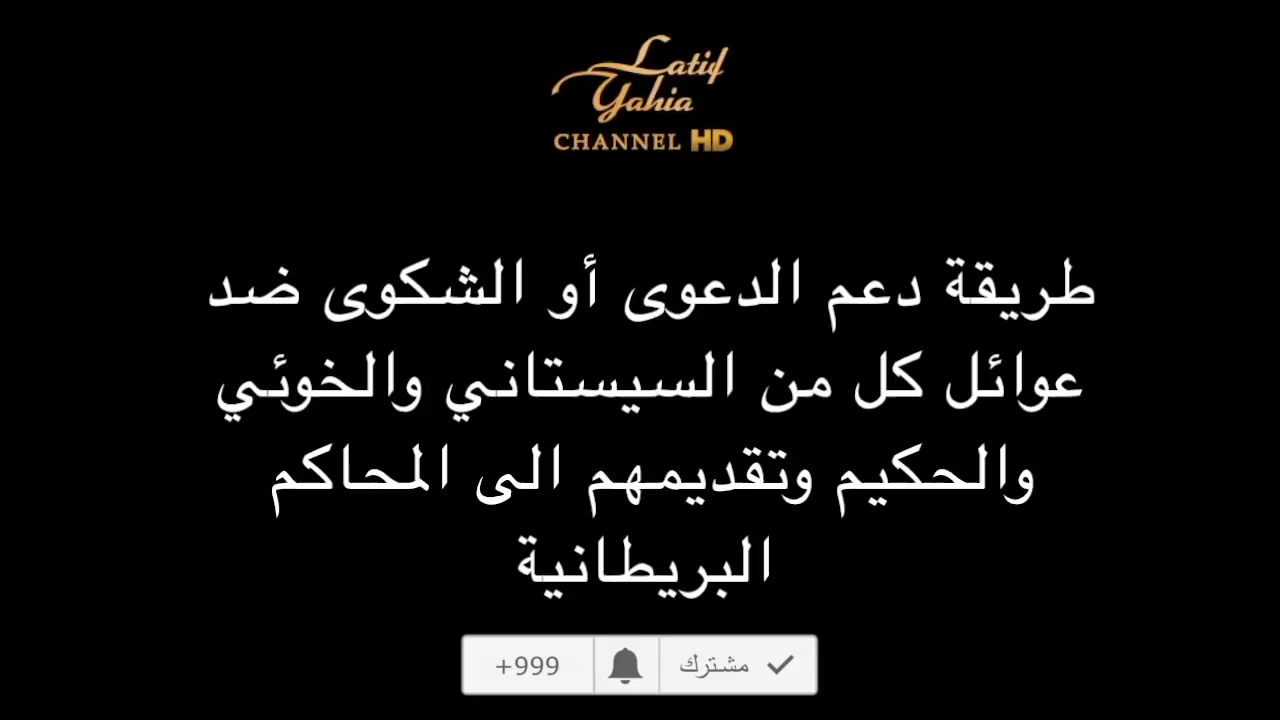 Latif
Yahia
CHANNEL HD
طريقة دعم الدعوى أو الشكوى ضد
عوائل كل من السيستاني والخوئي
والحكيم وتقديمهم الى المحاكم
البريطانية
+999 مشترك